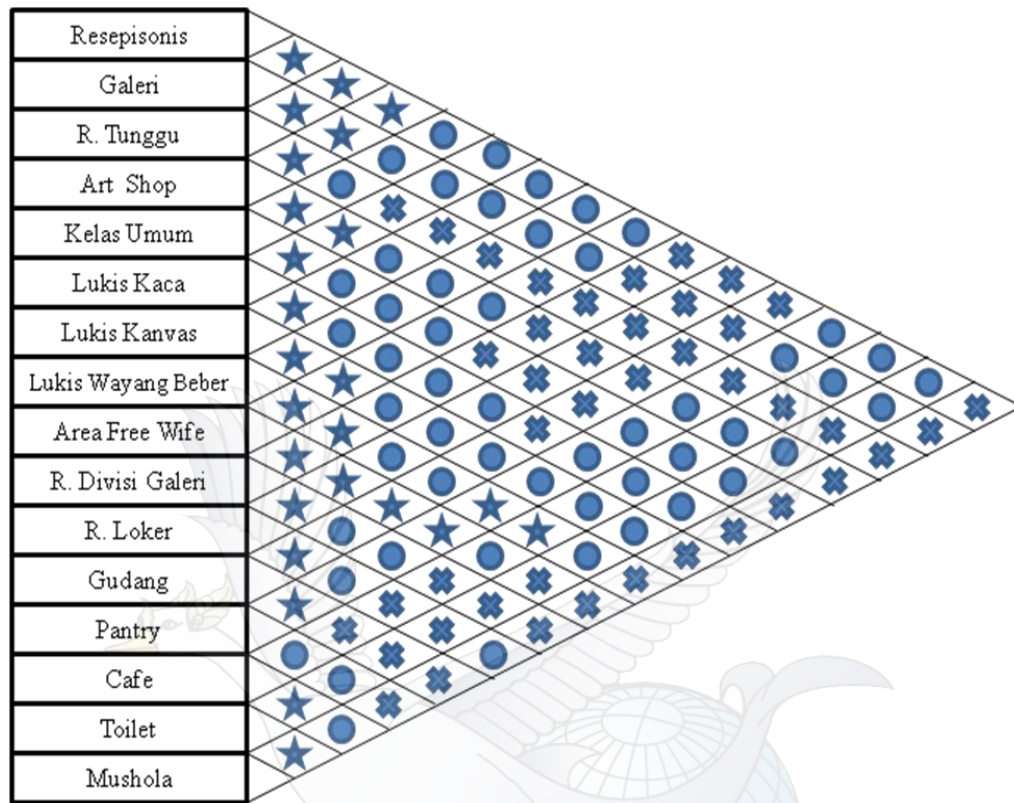 Resepisonis
Galeri
R. Tunggu
Art Shop
Kelas Umum
Lukis Kaca
Lukis Kanvas
Lukis Wayang Beber
Area Free Wife
R. Divisi Galeri
R. Loker
Gudang
Pantry
Cafe
Toilet
Mushola